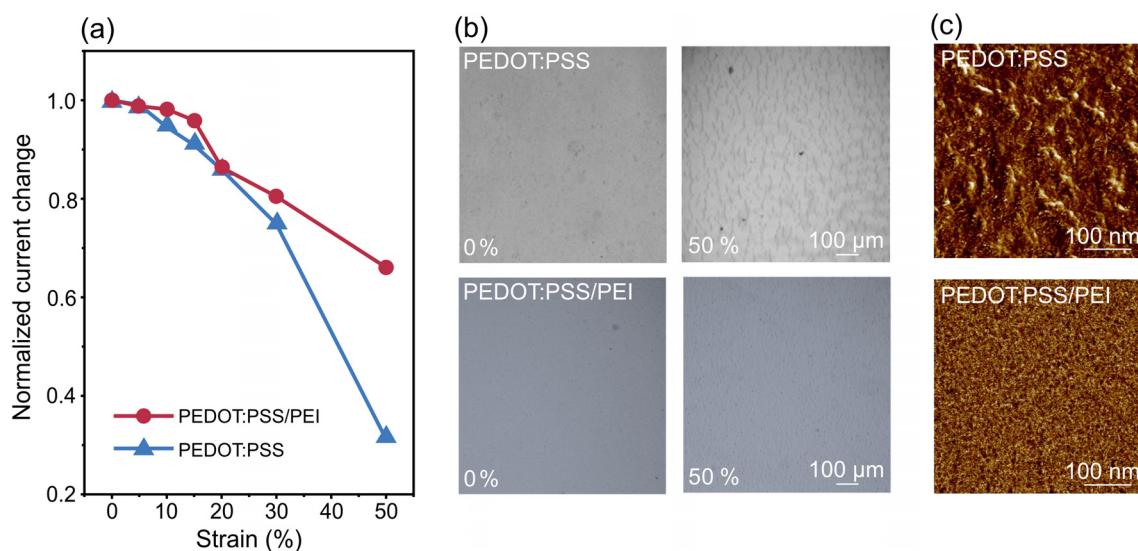 (a)
Normalized current change
1.0
0.8
0.6
0.4
0.2
PEDOT:PSS/PEI
PEDOT:PSS
0
10
20
30
40
50
Strain (%)
(b)
PEDOT:PSS
0 %
50 %
100 µm
PEDOT:PSS/PEI
0 %
50 %
100 µm
(c)
PEDOT:PSS
100 nm
PEDOT:PSS/PEI
100 nm